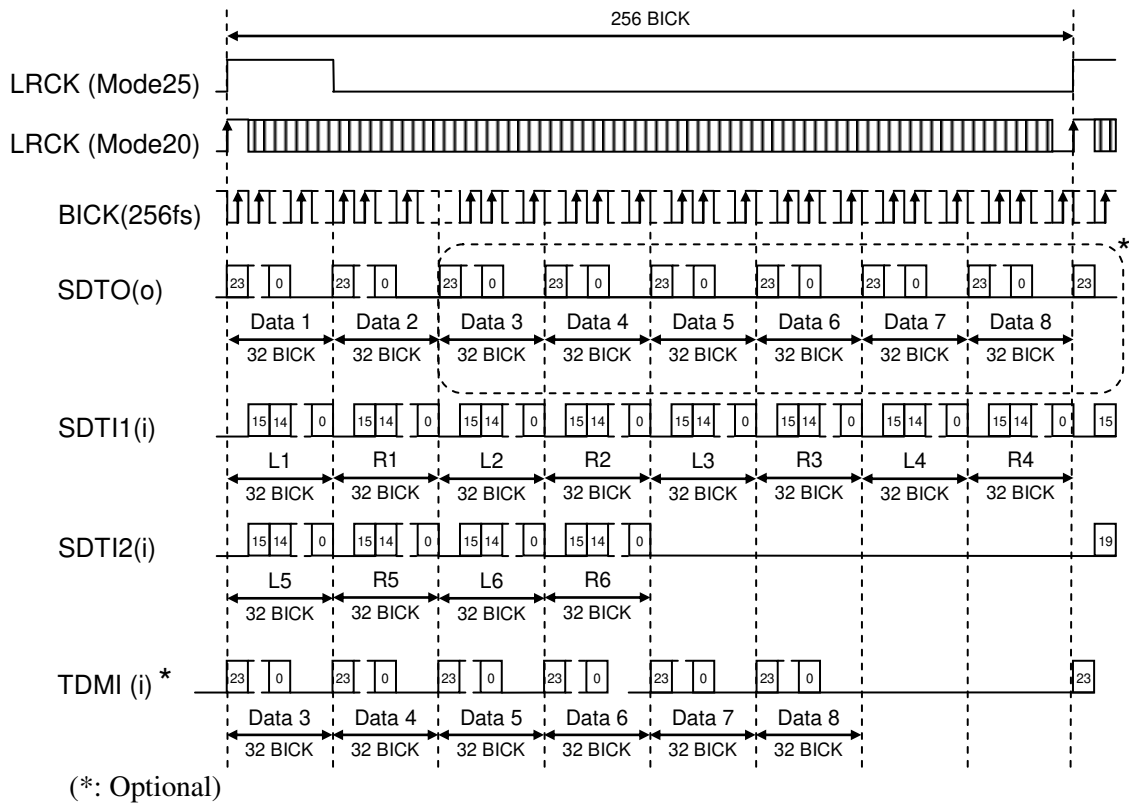 256 BICK
LRCK (Mode25)
LRCK (Mode20)
BICK(256fs)
*
SDTO(o)
23 0 23 0 23 0 23 0 23 0 23 0 23 0 23 0 23
Data 1 Data 2 Data 3 Data 4 Data 5 Data 6 Data 7 Data 8
32 BICK 32 BICK 32 BICK 32 BICK 32 BICK 32 BICK 32 BICK 32 BICK
SDTI1(i)
15 14 0 15 14 0 15 14 0 15 14 0 15 14 0 15 14 0 15 14 0 15 14 0 15
L1 R1 L2 R2 L3 R3 L4 R4
32 BICK 32 BICK 32 BICK 32 BICK 32 BICK 32 BICK 32 BICK 32 BICK
SDTI2(i)
15 14 0 15 14 0 15 14 0 15 14 0 19
L5 R5 L6 R6
32 BICK 32 BICK 32 BICK 32 BICK
TDMI (i) *
23 0 23 0 23 0 23 0 23 0 23 0 23
Data 3 Data 4 Data 5 Data 6 Data 7 Data 8
32 BICK 32 BICK 32 BICK 32 BICK 32 BICK 32 BICK
(*: Optional)